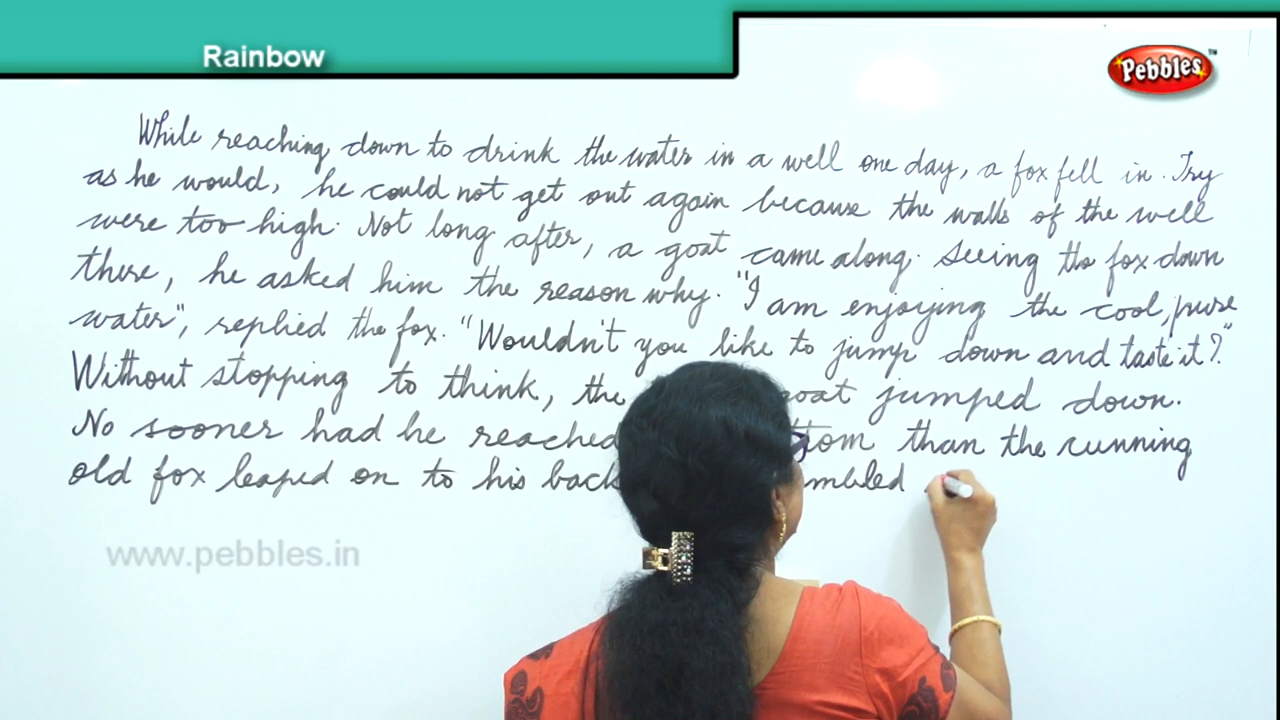 Rainbow
Pebbles™
While reaching down to drink the water in a well one day, a fox fell in. Try
as he would, he could not get out again because the walls of the well
were too high. Not long after, a goat came along. Seeing the fox down
there, he asked him the reason why. "I am enjoying the cool, pure
water", replied the fox. "Wouldn't you like to jump down and taste it?"
Without stopping to think, the goat jumped down.
No sooner had he reached than the cunning
old fox leaped on to his back
www.pebbles.in